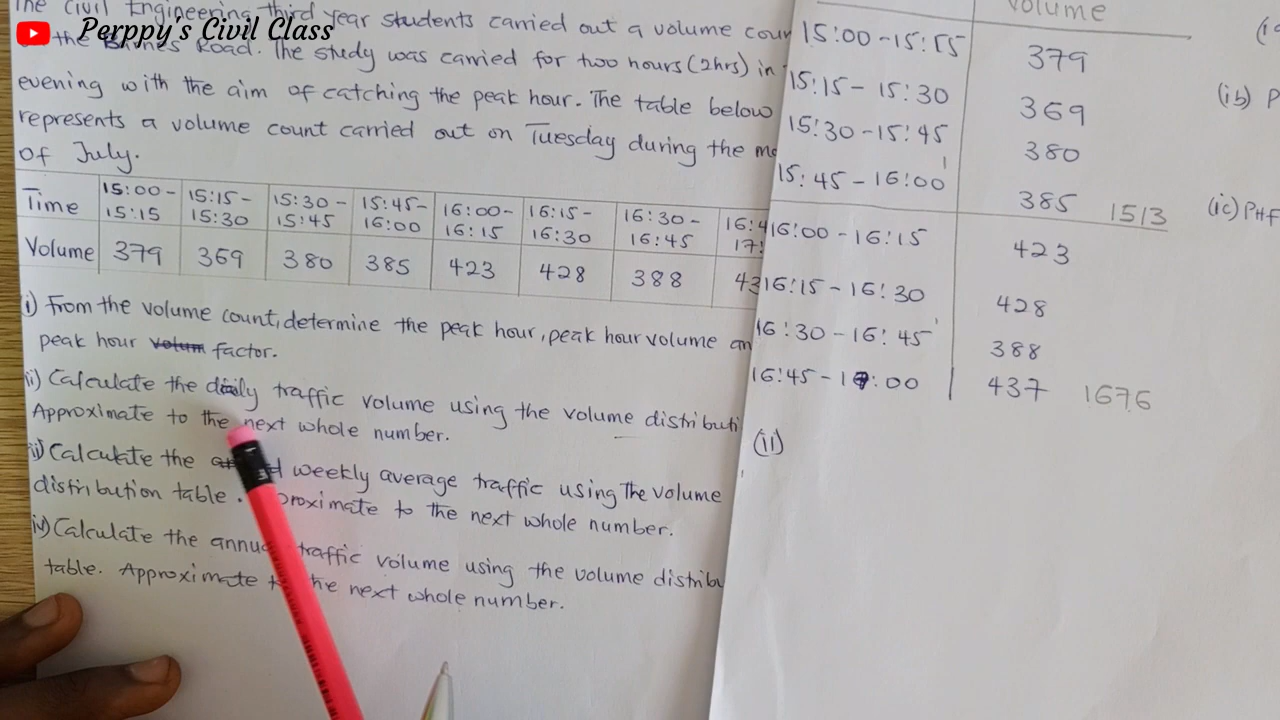 Perppy's Civil Class
The Civil Engineering third year students carried out a volume
the Road. The study was carried for two hours (2hrs) in
evening with the aim of catching the peak hour. The table below
represents a volume count carried out on Tuesday during the
of July.
Time 15:00-15:15 15:15-15:30 15:30-15:45 15:45-16:00 16:00-16:15 16:15-16:30 16:30-16:45
Volume 379 369 380 385 423 428 388
i) From the volume count, determine the peak hour, peak hour volume
peak hour volum factor.
ii) Calculate the daily traffic volume using the volume
Approximate to the next whole number.
Calculate the weekly average traffic using the volume
distribution table. to the next whole number.
iv) Calculate the annual traffic volume using the volume
table. Approximate the next whole number.
Volume
15:00-15:15 379
15:15-15:30 369
15:30-15:45 380
15:45-16:00 385 1513
16:00-16:15 423
16:15-16:30 428
16:30-16:45 388
16:45-17:00 437 1676
(ii)
(ib)
(ic) PHF